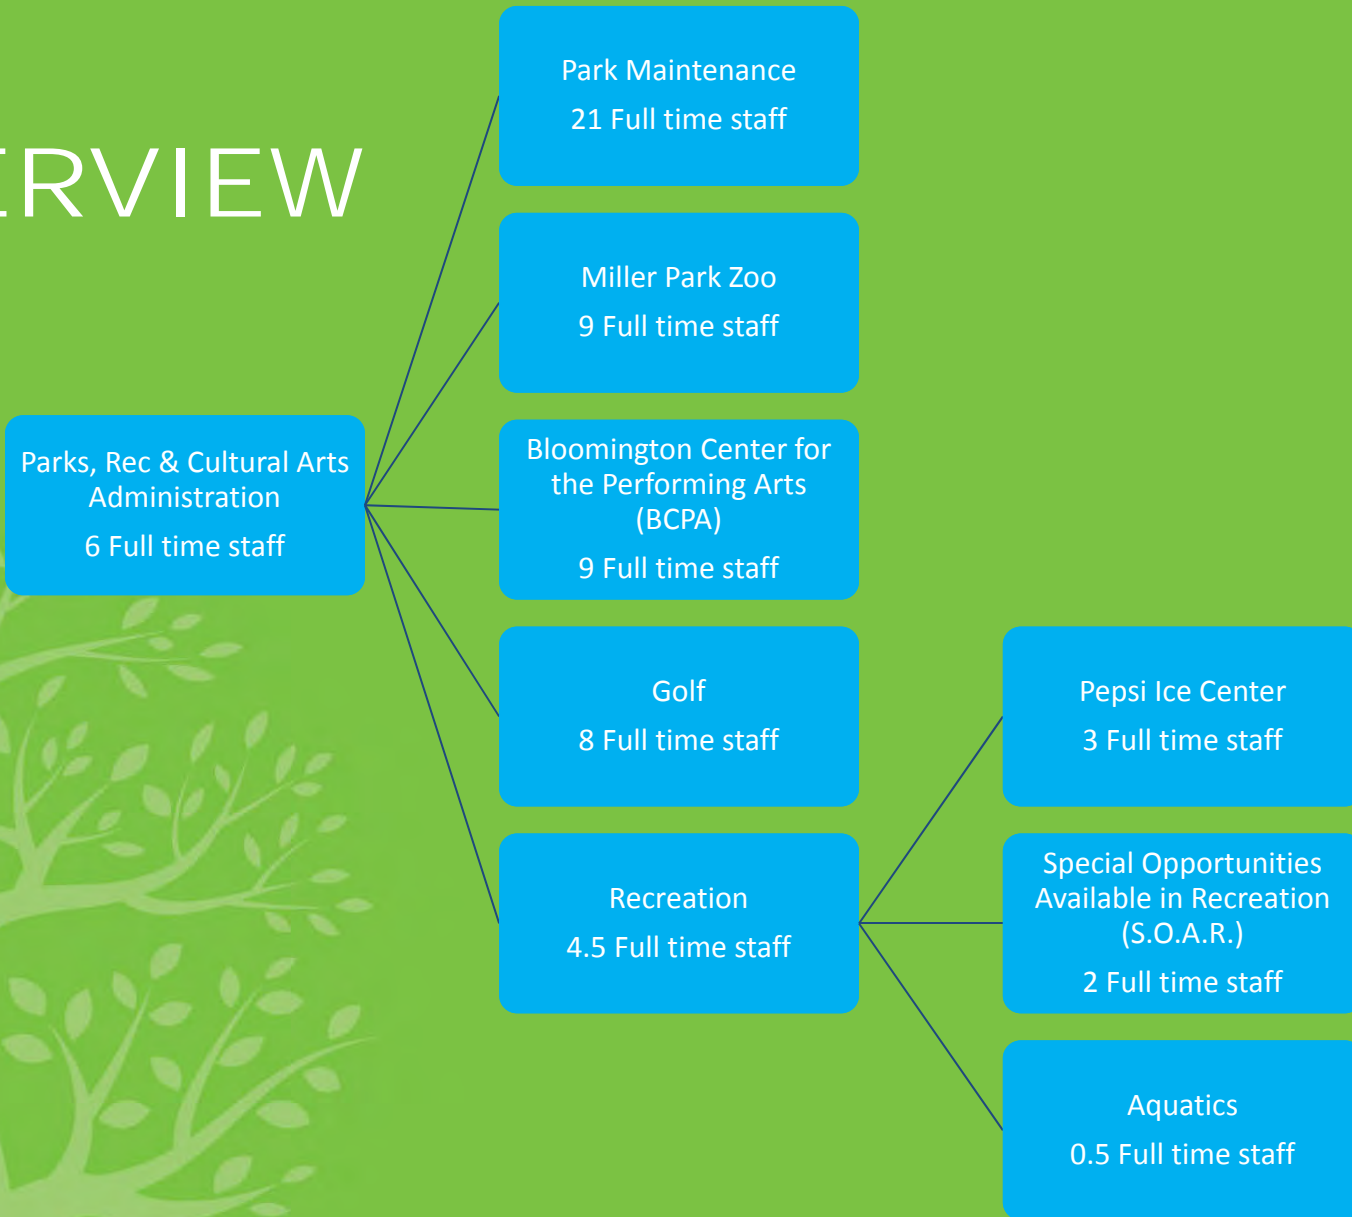 ERVIEW
Park Maintenance
21 Full time staff
Miller Park Zoo
9 Full time staff
Parks, Rec & Cultural Arts
Administration
6 Full time staff
Bloomington Center for
the Performing Arts
(BCPA)
9 Full time staff
Golf
8 Full time staff
Recreation
4.5 Full time staff
Pepsi Ice Center
3 Full time staff
Special Opportunities
Available in Recreation
(S.O.A.R.)
2 Full time staff
Aquatics
0.5 Full time staff